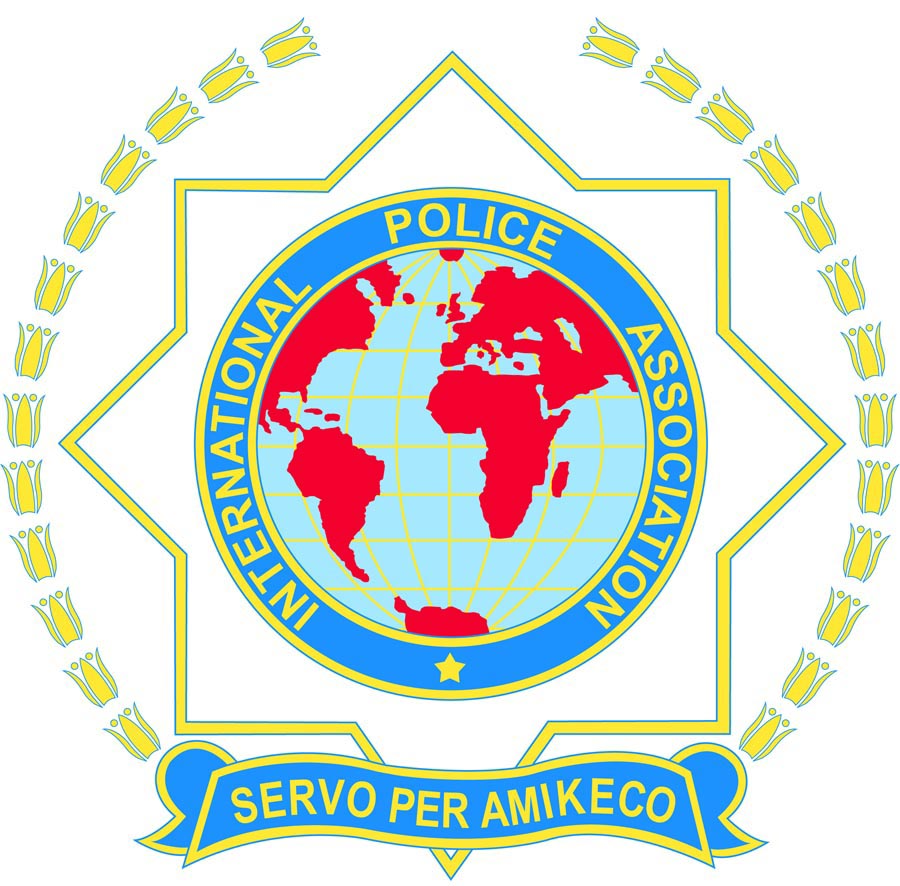 INTERNATIONAL POLICE ASSOCIATION
SERVO PER AMIKECO